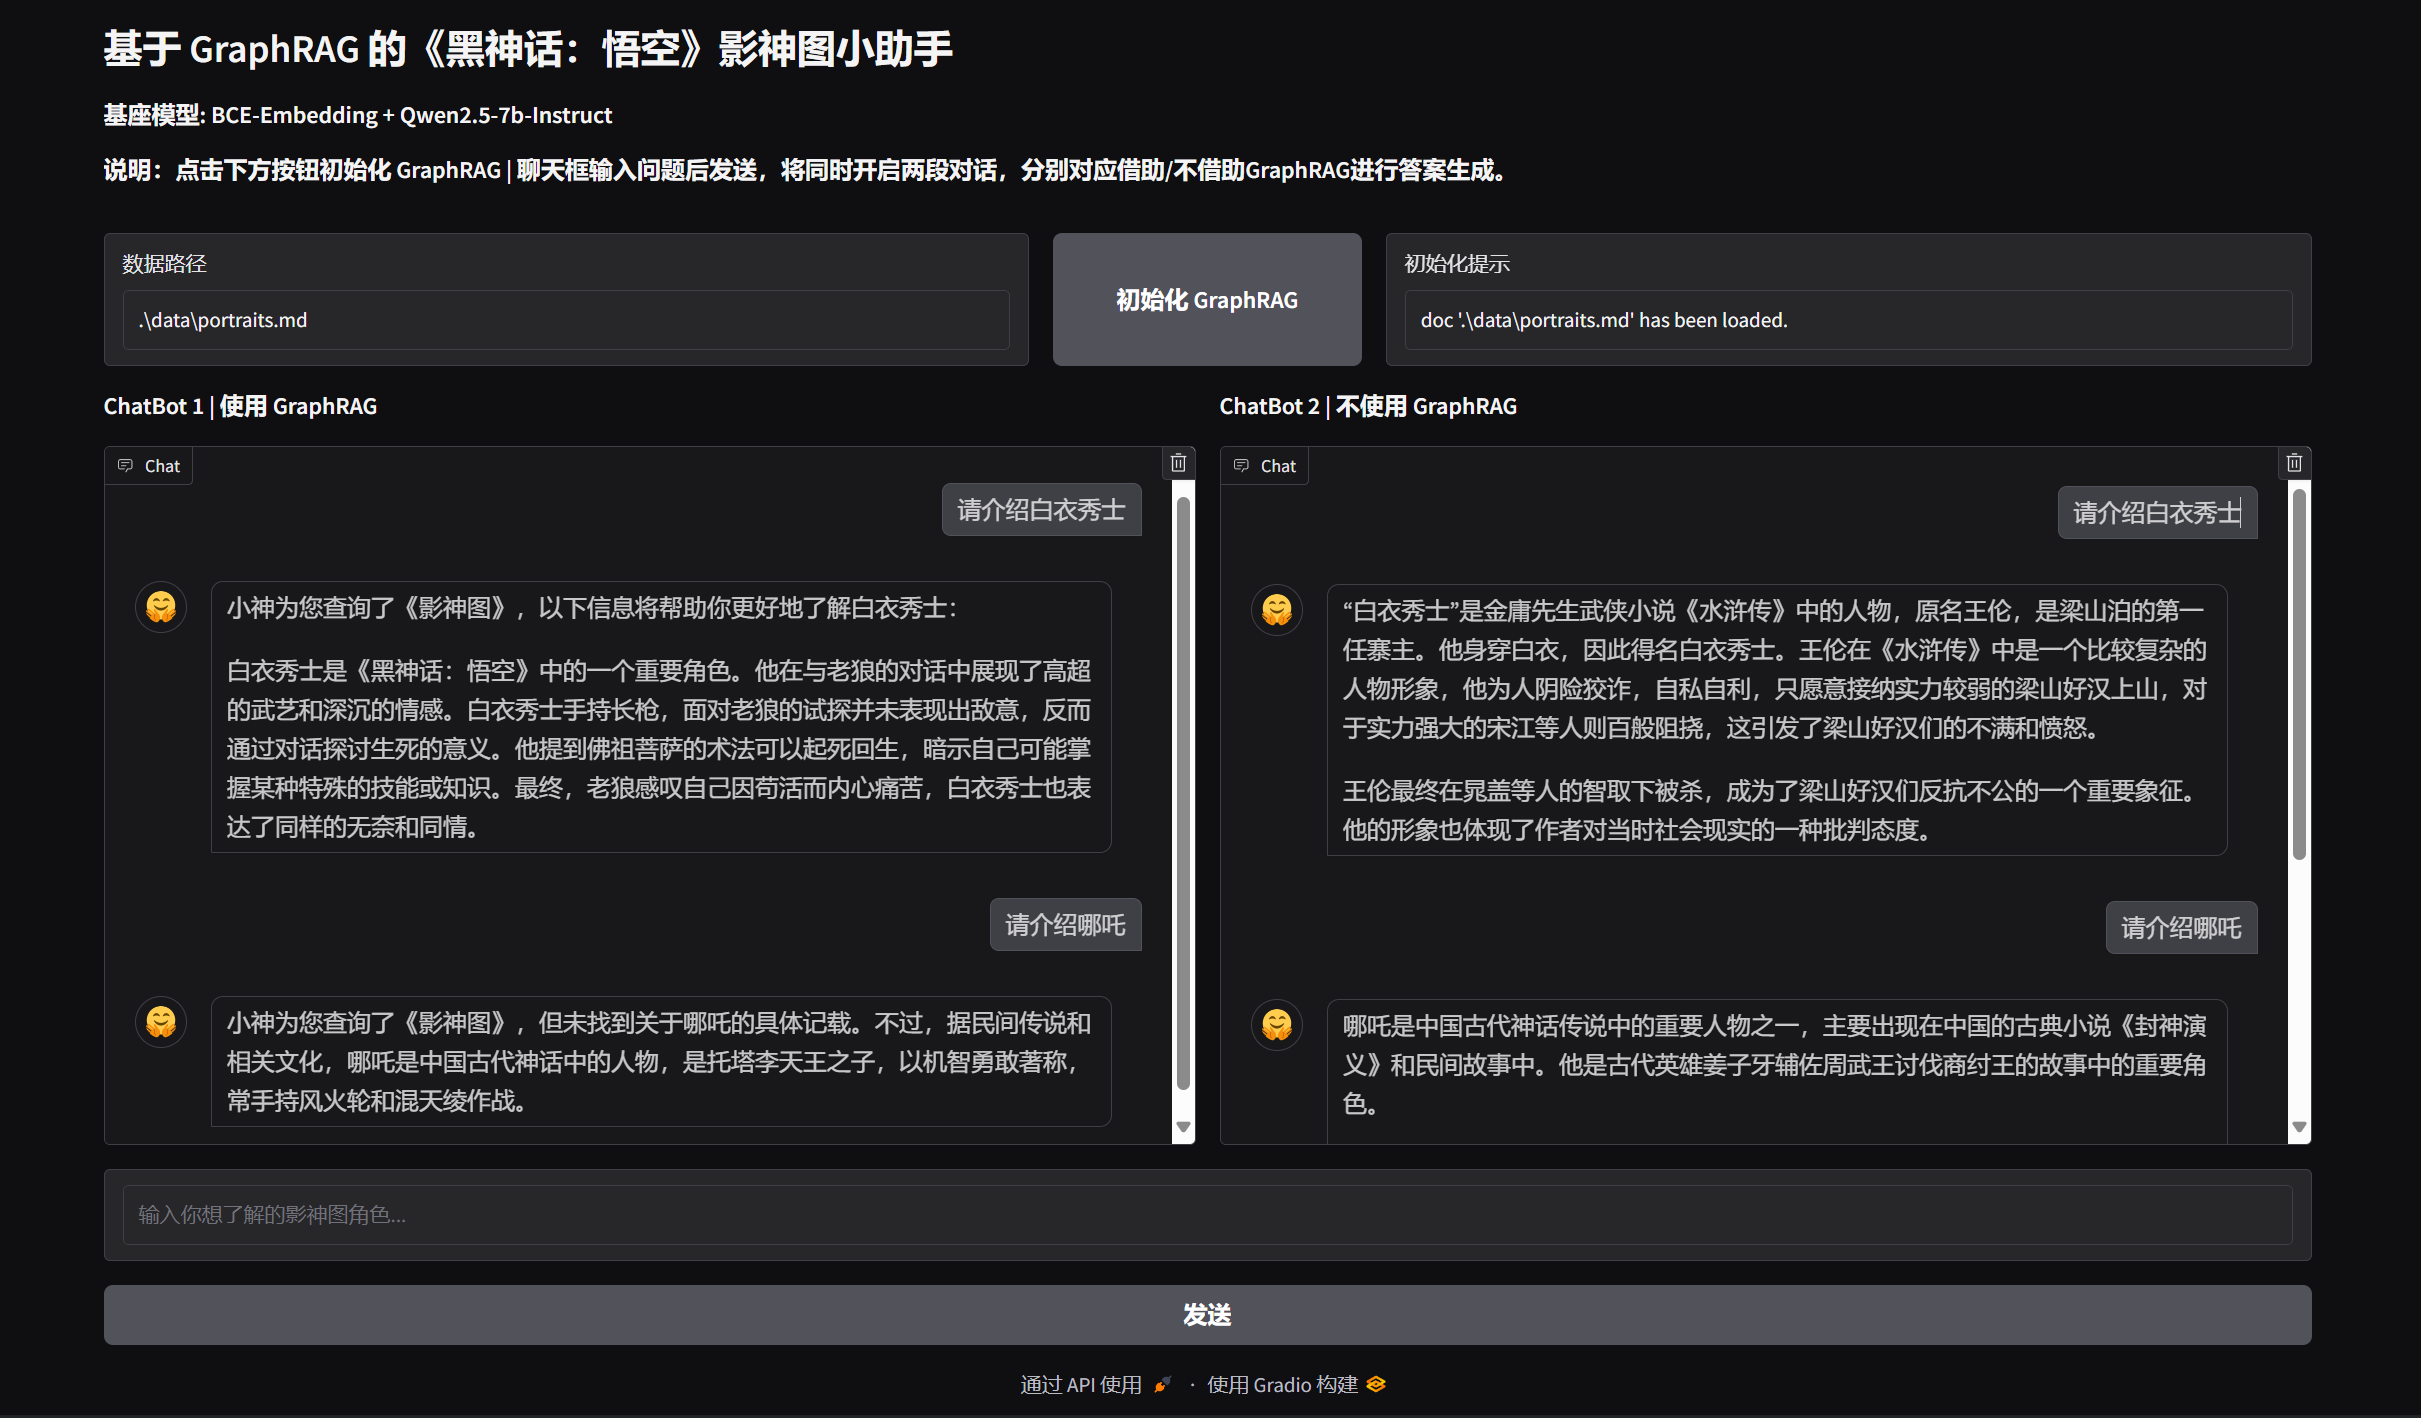 基于 GraphRAG 的《黑神话：悟空》影神图小助手
基座模型: BCE-Embedding + Qwen2.5-7b-Instruct
说明：点击下方按钮初始化 GraphRAG | 聊天框输入问题后发送，将同时开启两段对话，分别对应借助/不借助GraphRAG进行答案生成。
数据路径
.\data\portraits.md
初始化 GraphRAG
初始化提示
doc '.\data\portraits.md' has been loaded.
ChatBot 1 | 使用 GraphRAG
Chat
请介绍白衣秀士
小神为您查询了《影神图》，以下信息将帮助你更好地了解白衣秀士：
白衣秀士是《黑神话：悟空》中的一个重要角色。他在与老狼的对话中展现了高超
的武艺和深沉的情感。白衣秀士手持长枪，面对老狼的试探并未表现出敌意，反而
通过对话探讨生死的意义。他提到佛祖菩萨的术法可以起死回生，暗示自己可能掌
握某种特殊的技能或知识。最终，老狼感叹自己因苟活而内心痛苦，白衣秀士也表
达了同样的无奈和同情。
请介绍哪吒
小神为您查询了《影神图》，但未找到关于哪吒的具体记载。不过，据民间传说和
相关文化，哪吒是中国古代神话中的人物，是托塔李天王之子，以机智勇敢著称，
常手持风火轮和混天绫作战。
ChatBot 2 | 不使用 GraphRAG
Chat
请介绍白衣秀士
“白衣秀士”是金庸先生武侠小说《水浒传》中的人物，原名王伦，是梁山泊的第一
任寨主。他身穿白衣，因此得名白衣秀士。王伦在《水浒传》中是一个比较复杂的
人物形象，他为人阴险狡诈，自私自利，只愿意接纳实力较弱的梁山好汉上山，对
于实力强大的宋江等人则百般阻挠，这引发了梁山好汉们的不满和愤怒。
王伦最终在晁盖等人的智取下被杀，成为了梁山好汉们反抗不公的一个重要象征。
他的形象也体现了作者对当时社会现实的一种批判态度。
请介绍哪吒
哪吒是中国古代神话传说中的重要人物之一，主要出现在中国的古典小说《封神演
义》和民间故事中。他是古代英雄姜子牙辅佐周武王讨伐商纣王的故事中的重要角
色。
输入你想了解的影神图角色...
发送
通过 API 使用 · 使用 Gradio 构建